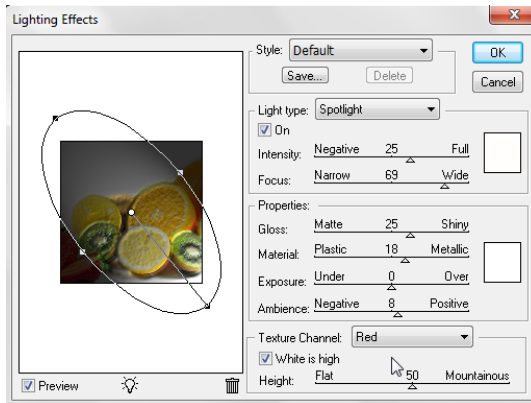 Lighting Effects
Style: Default
OK
Save... Delete
Cancel
Light type: Spotlight
On
Intensity: Negative 25 Full
Focus: Narrow 69 Wide
Properties:
Gloss: Matte 25 Shiny
Material: Plastic 18 Metallic
Exposure: Under 0 Over
Ambience: Negative 8 Positive
Texture Channel: Red
White is high
Height: Flat 50 Mountainous
Preview